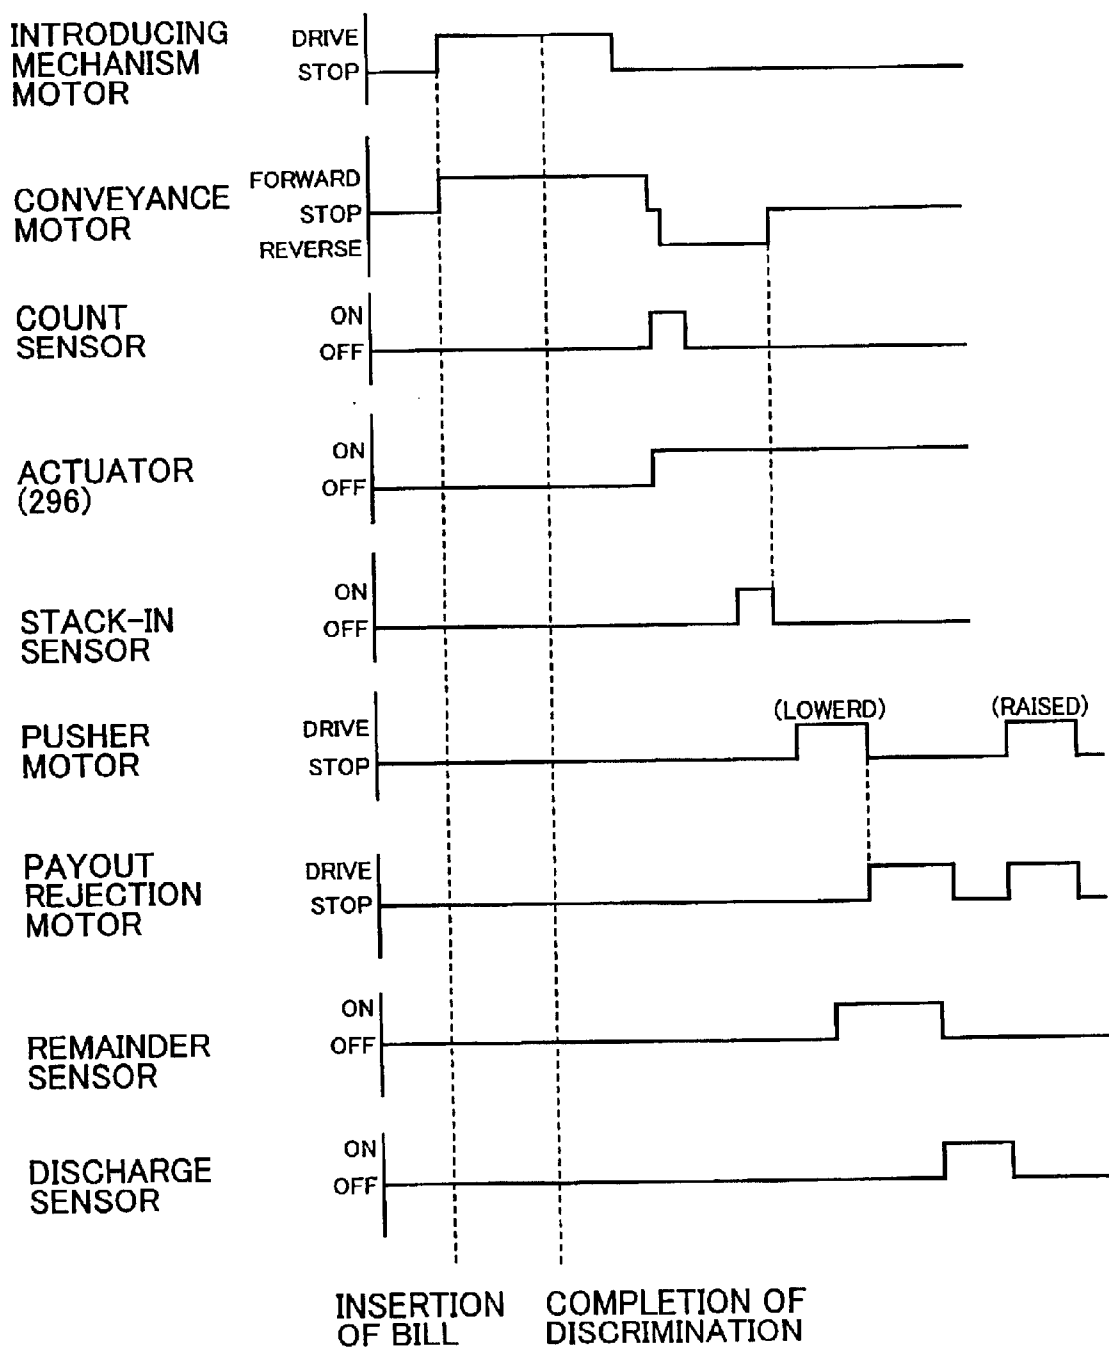 INTRODUCING
MECHANISM
MOTOR
DRIVE
STOP
CONVEYANCE
MOTOR
FORWARD
STOP
REVERSE
COUNT
SENSOR
ON
OFF
ACTUATOR
(296)
ON
OFF
STACK-IN
SENSOR
ON
OFF
PUSHER
MOTOR
DRIVE
STOP
(LOWERD)
(RAISED)
PAYOUT
REJECTION
MOTOR
DRIVE
STOP
REMAINDER
SENSOR
ON
OFF
DISCHARGE
SENSOR
ON
OFF
INSERTION
OF BILL
COMPLETION OF
DISCRIMINATION